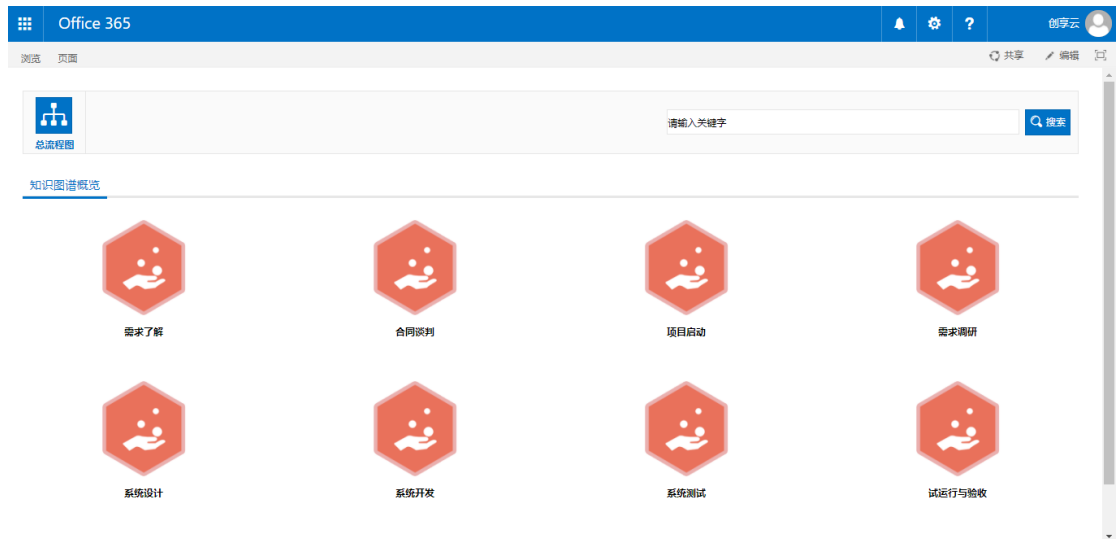 Office 365
?
创享云
浏览 页面
共享 编辑
总流程图
请输入关键字
搜索
知识图谱概览
需求了解 合同谈判 项目启动 需求调研
系统设计 系统开发 系统测试 试运行与验收